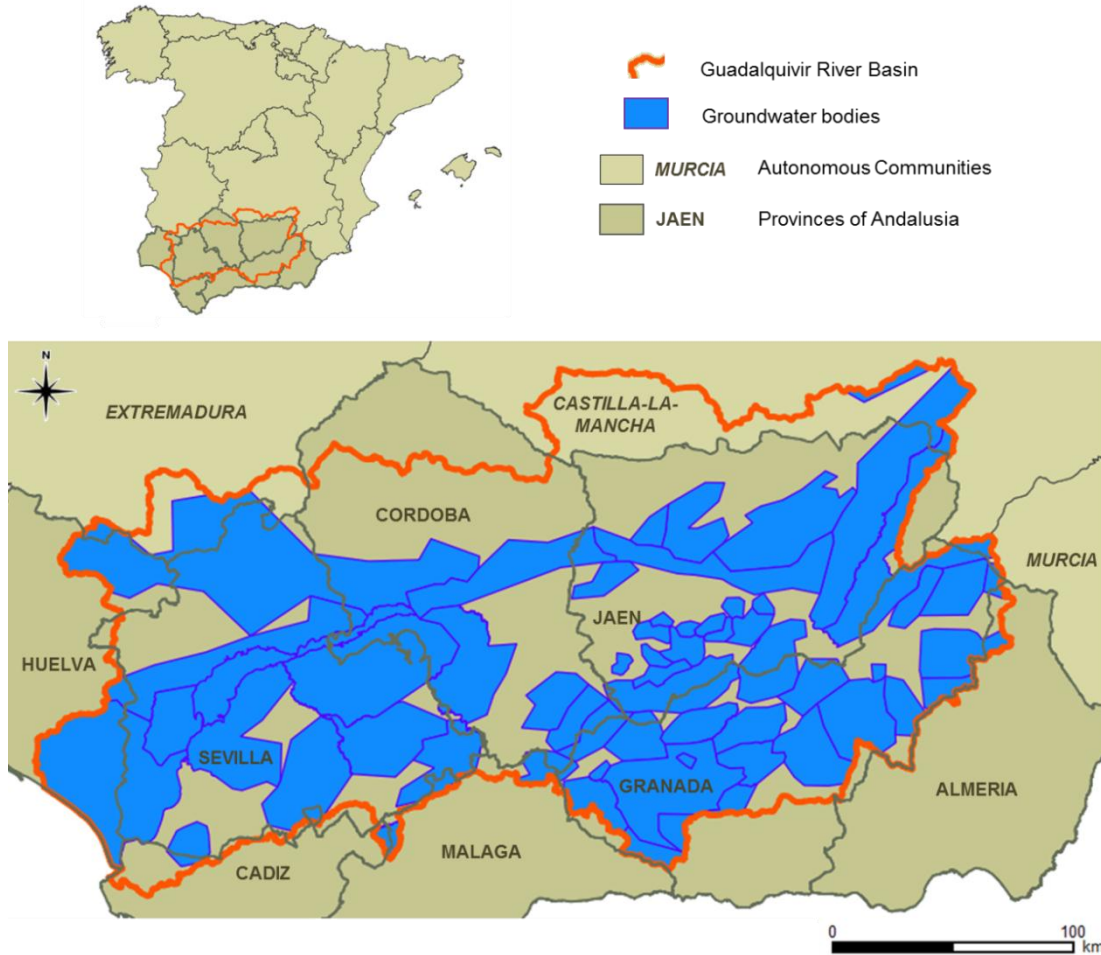 Guadalquivir River Basin
Groundwater bodies
MURCIA Autonomous Communities
JAEN Provinces of Andalusia
N
EXTREMADURA
CASTILLA-LA-
MANCHA
CORDOBA
MURCIA
JAEN
HUELVA
SEVILLA
GRANADA
ALMERIA
MALAGA
CADIZ
0 100
km